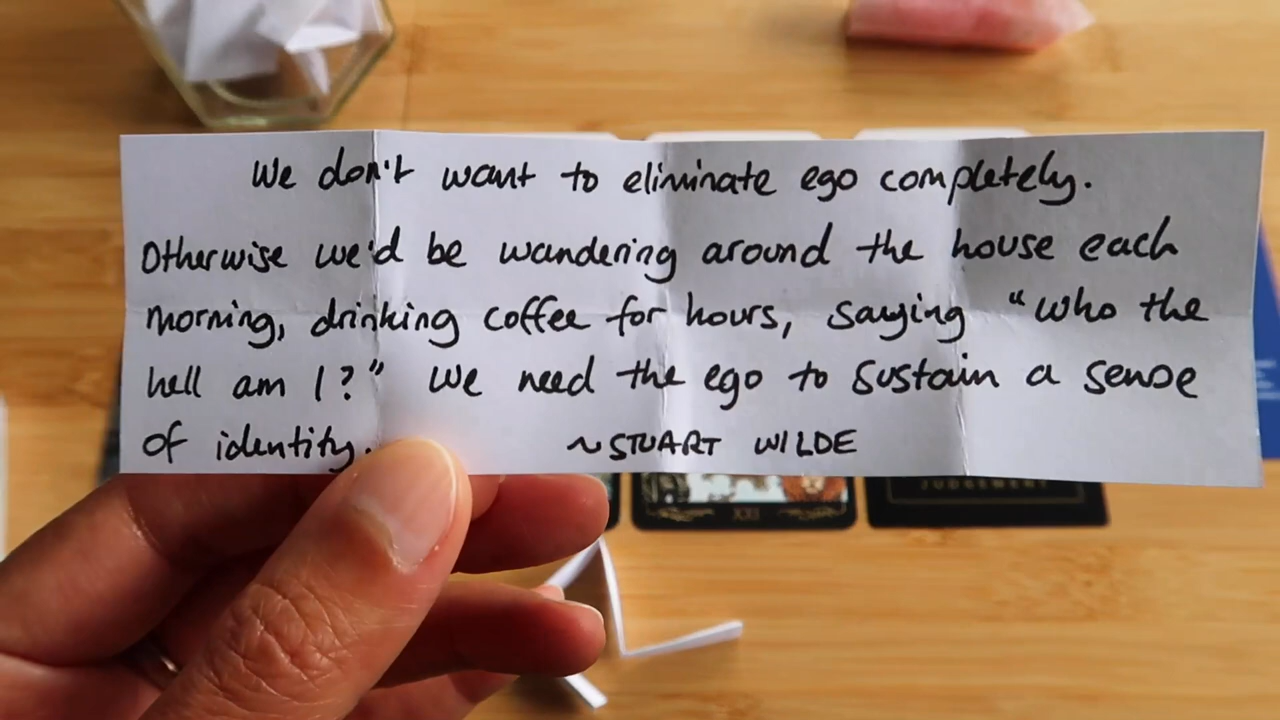 We don't want to eliminate ego completely.
Otherwise we'd be wandering around the house each
morning, drinking coffee for hours, saying "who the
hell am I?" We need the ego to sustain a sense
of identity.
~STUART WILDE
XXI
JUDGEMENT